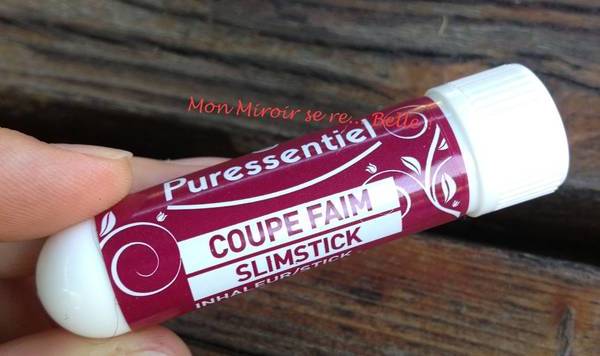 Mon Miroir se re... Belle
Puressentiel
COUPE FAIM
SLIMSTICK
INHALEUR/STICK